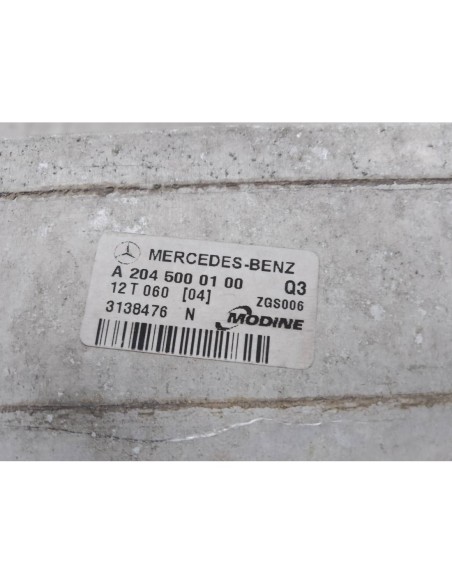 MERCEDES-BENZ
A 204 500 01 00 Q3
12 T 060 [04] ZGS006
3138476 N MODINE